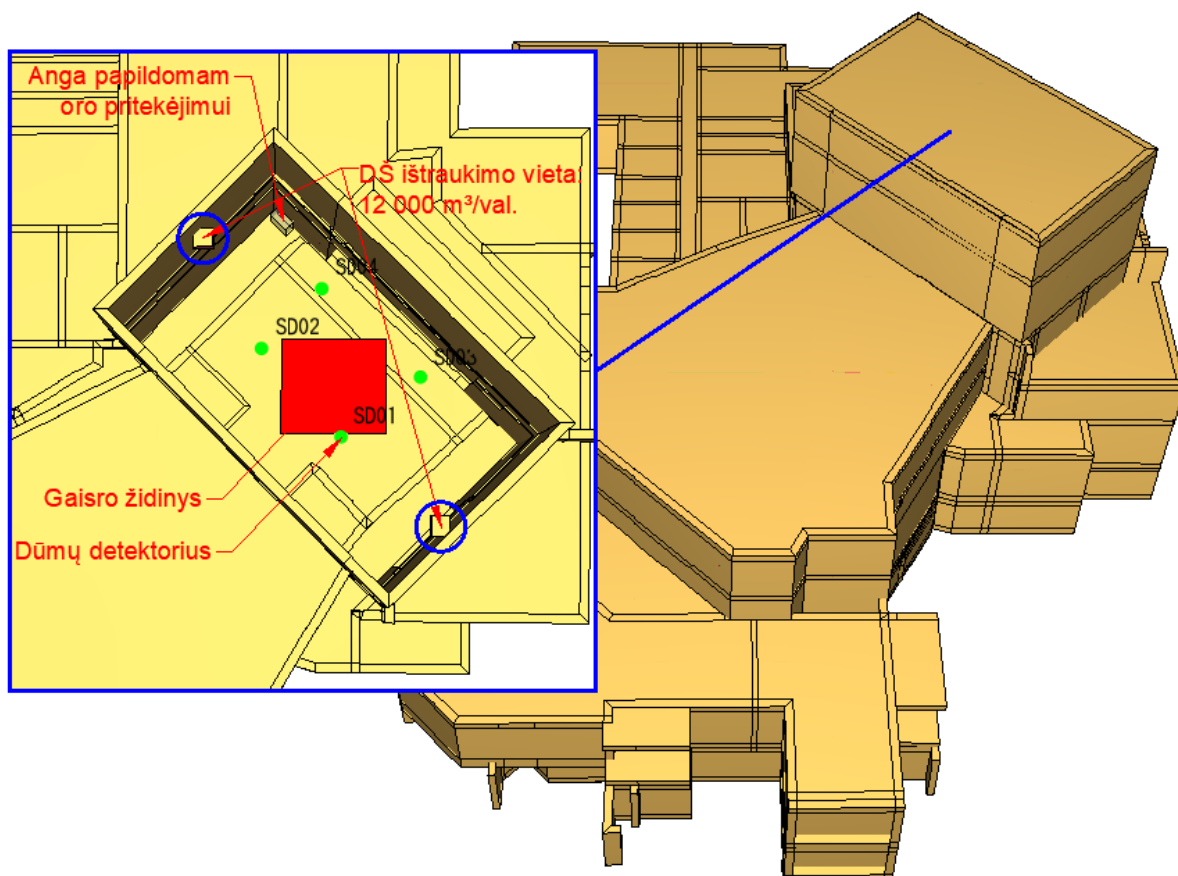 Anga papildomam
oro pritekėjimui
DŠ ištraukimo vieta:
12 000 m³/val.
SD04
SD02
SD03
SD01
Gaisro židinys
Dūmų detektorius